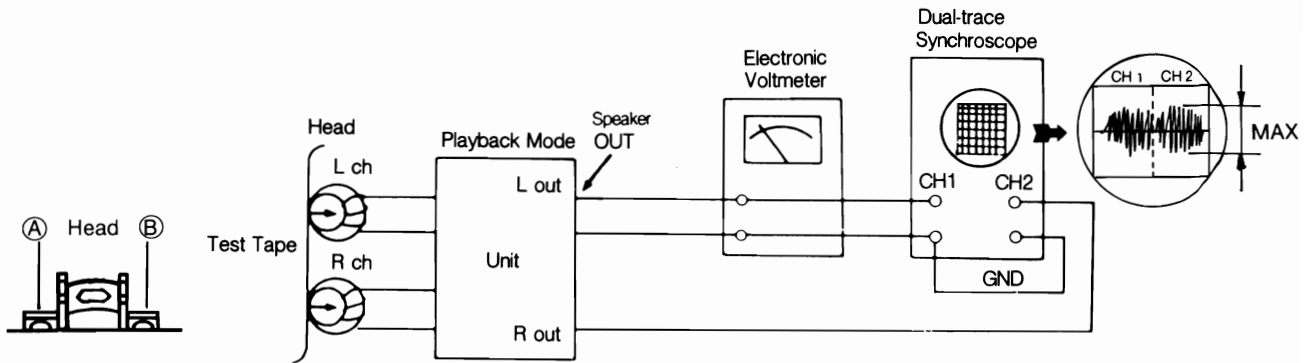 Dual-trace
Synchroscope
Electronic
Voltmeter
CH 1 CH 2
MAX
Speaker
OUT
Head
Playback Mode
L ch
L out
CH1 CH2
Ⓐ Head Ⓑ
Test Tape
R ch
Unit
GND
R out